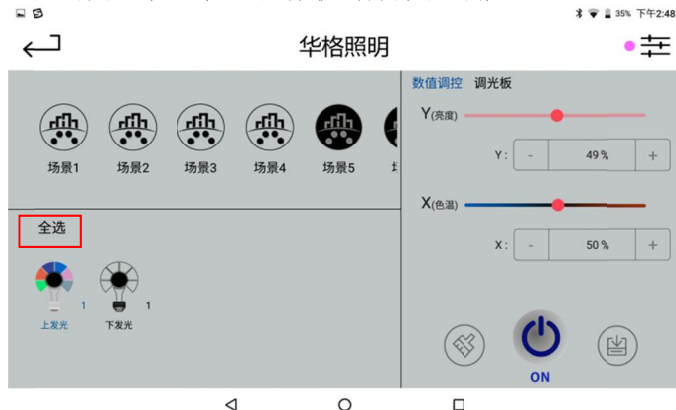 35% 下午2:48
华格照明
数值调控 调光板
Y(亮度)
Y: - 49% +
X(色温)
X: - 50% +
场景1 场景2 场景3 场景4 场景5
全选
1 1
上发光 下发光
ON